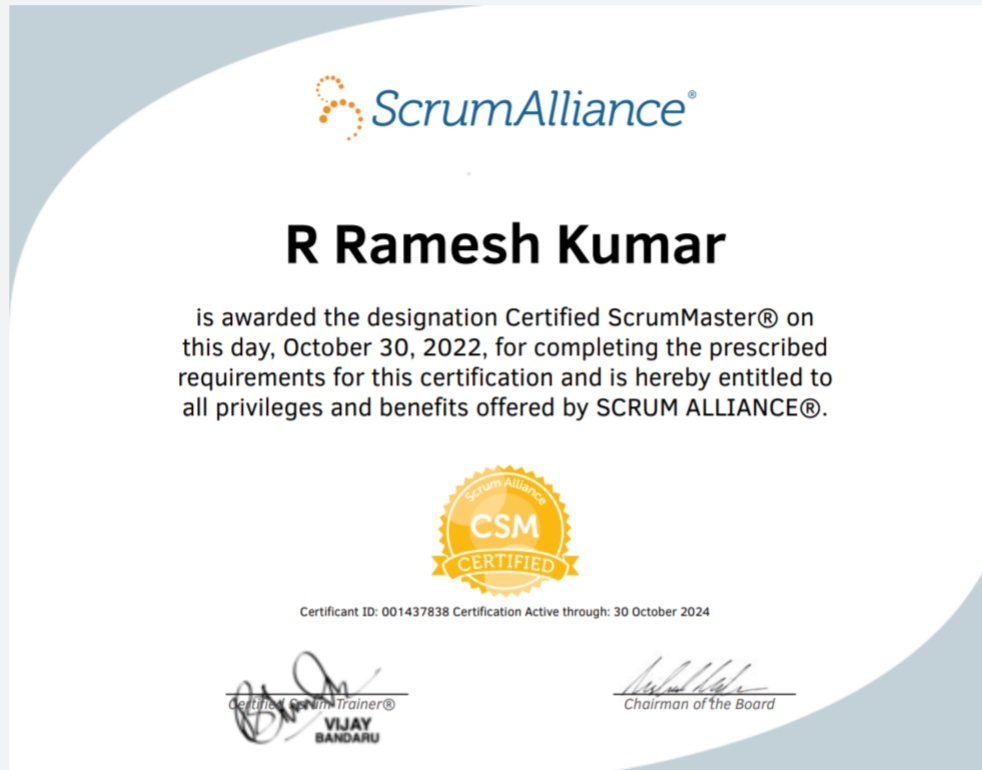 ScrumAlliance®
R Ramesh Kumar
is awarded the designation Certified ScrumMaster® on
this day, October 30, 2022, for completing the prescribed
requirements for this certification and is hereby entitled to
all privileges and benefits offered by SCRUM ALLIANCE®.
Scrum Alliance
CSM
CERTIFIED
Certificant ID: 001437838 Certification Active through: 30 October 2024
Certified Scrum Trainer®
VIJAY
BANDARU
Chairman of the Board